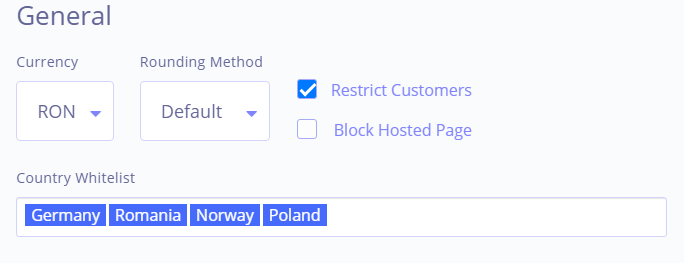 General
Currency
Rounding Method
RON
Default
Restrict Customers
Block Hosted Page
Country Whitelist
Germany Romania Norway Poland